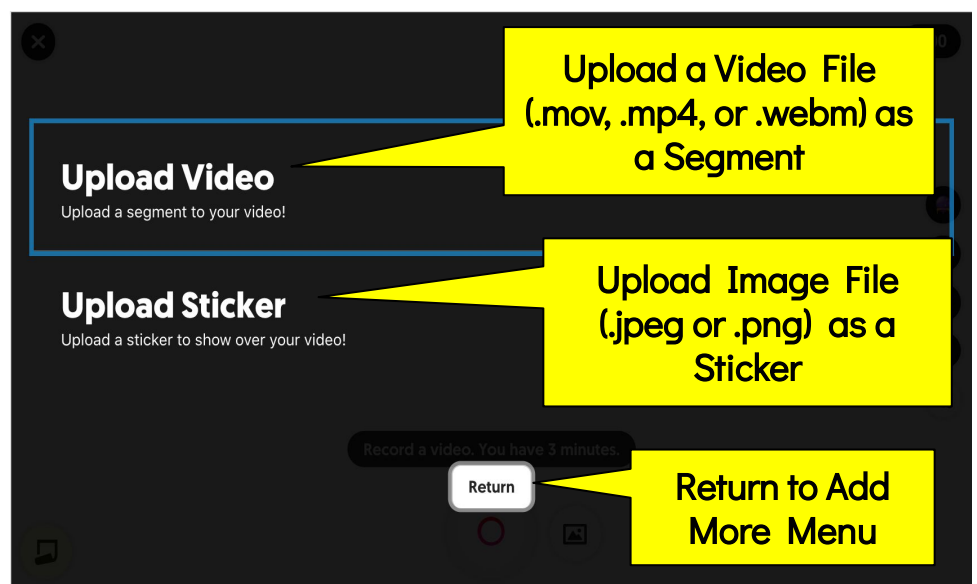 Upload a Video File
(.mov, .mp4, or .webm) as
a Segment
Upload Video
Upload a segment to your video!
Upload Image File
(.jpeg or .png) as a
Sticker
Upload Sticker
Upload a sticker to show over your video!
Record a video. You have 3 minutes.
Return
Return to Add
More Menu